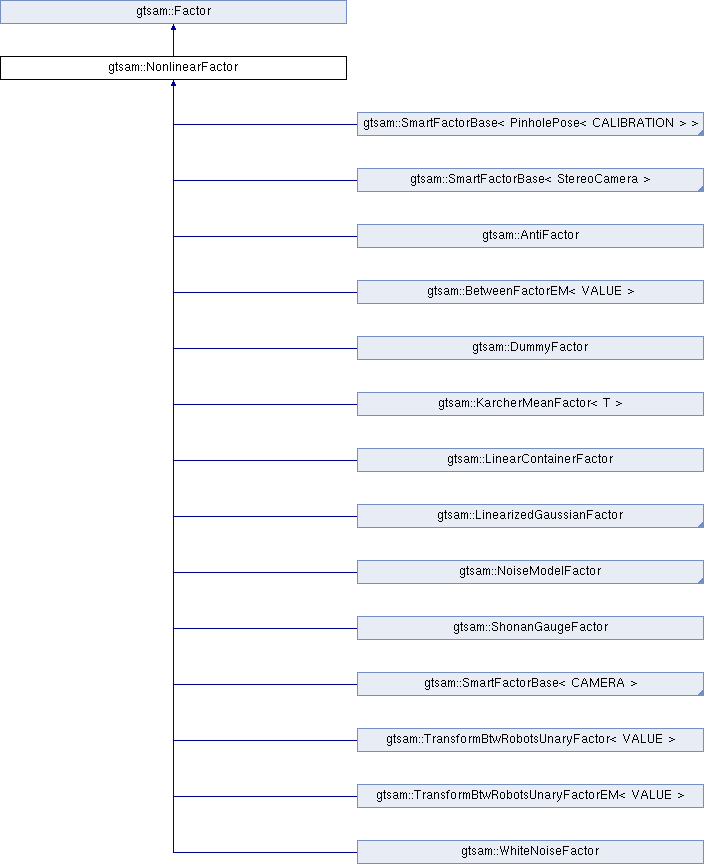 gtsam::Factor
gtsam::NonlinearFactor
gtsam::SmartFactorBase< PinholePose< CALIBRATION > >
gtsam::SmartFactorBase< StereoCamera >
gtsam::AntiFactor
gtsam::BetweenFactorEM< VALUE >
gtsam::DummyFactor
gtsam::KarcherMeanFactor< T >
gtsam::LinearContainerFactor
gtsam::LinearizedGaussianFactor
gtsam::NoiseModelFactor
gtsam::ShonanGaugeFactor
gtsam::SmartFactorBase< CAMERA >
gtsam::TransformBtwRobotsUnaryFactor< VALUE >
gtsam::TransformBtwRobotsUnaryFactorEM< VALUE >
gtsam::WhiteNoiseFactor